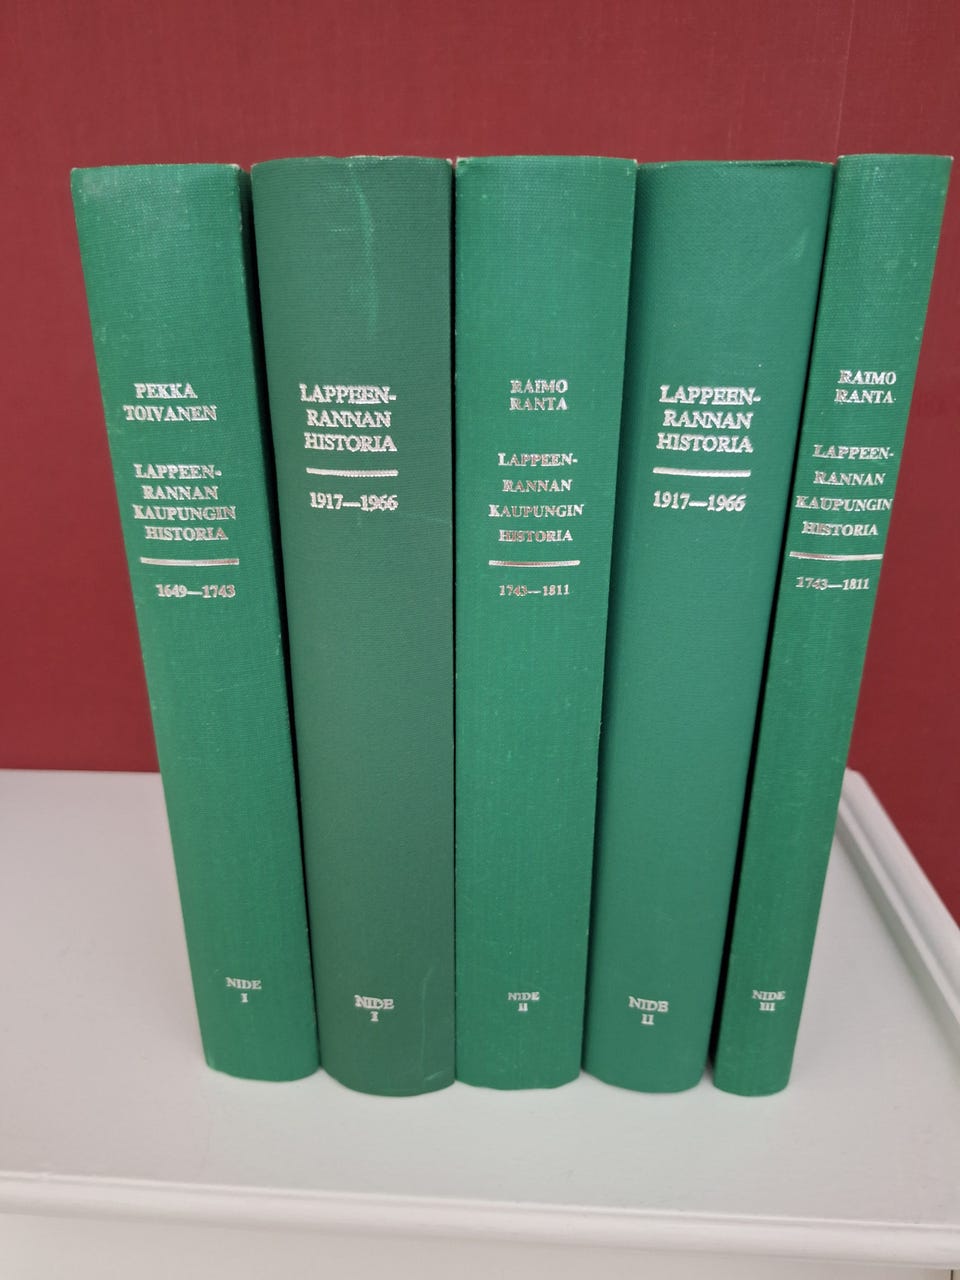 PEKKA
TOIVANEN
LAPPEEN-
RANNAN
KAUPUNGIN
HISTORIA
1649—1743
NIDE
I
LAPPEEN-
RANNAN
HISTORIA
1917—1966
NIDE
I
RAIMO
RANTA
LAPPEEN-
RANNAN
KAUPUNGIN
HISTORIA
1743—1811
NIDE
II
LAPPEEN-
RANNAN
HISTORIA
1917—1966
NIDE
II
RAIMO
RANTA
LAPPEEN-
RANNAN
KAUPUNGIN
HISTORIA
1743—1811
NIDE
III